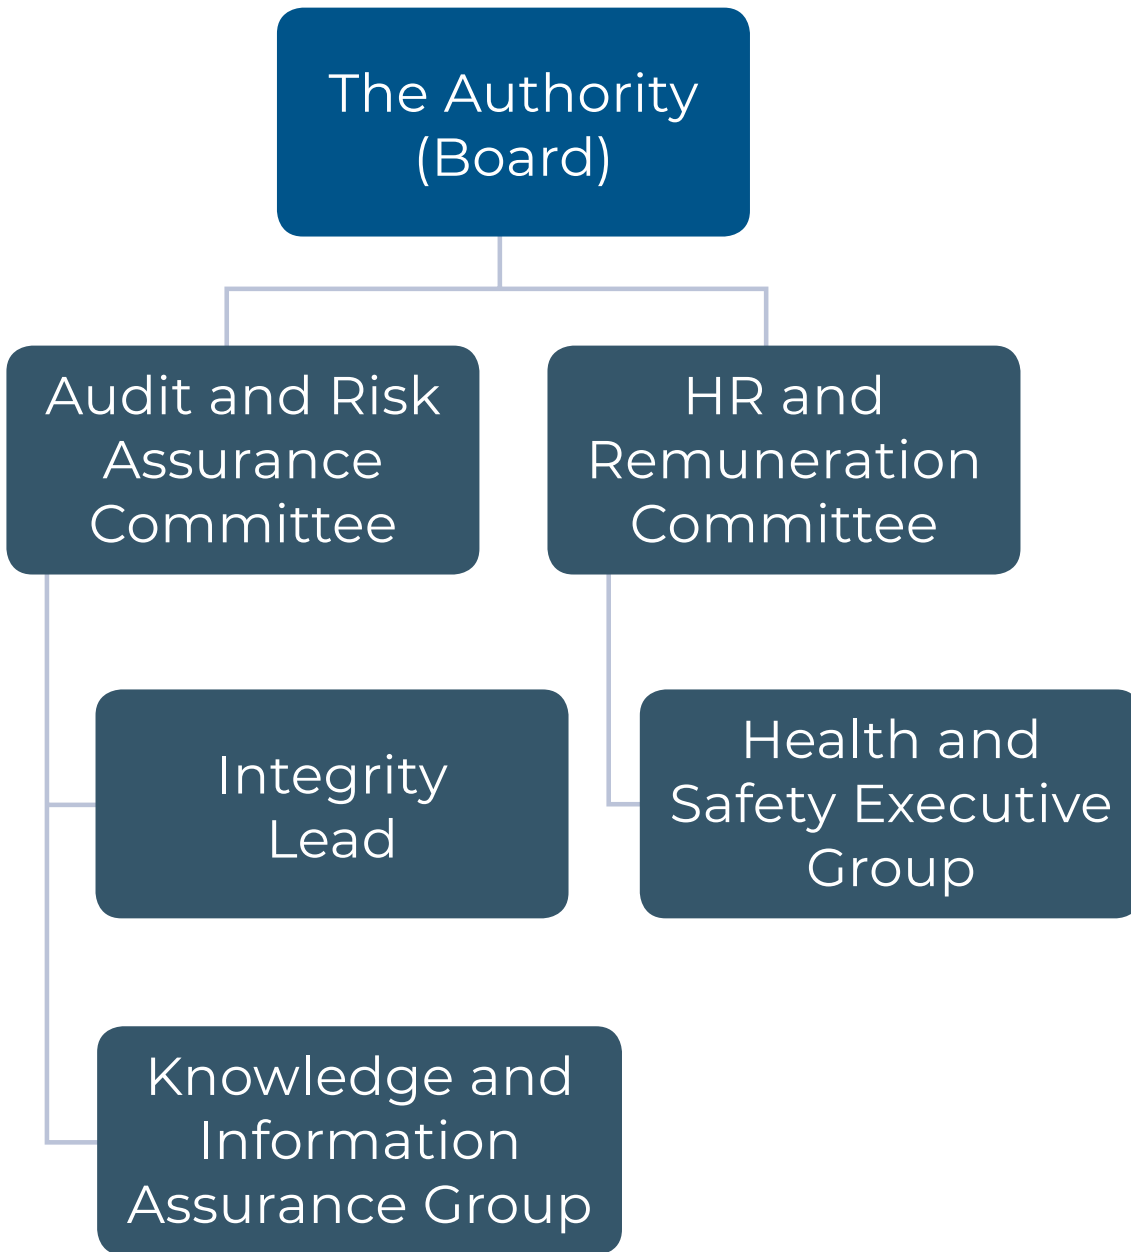 The Authority
(Board)
Audit and Risk
Assurance
Committee
HR and
Remuneration
Committee
Integrity
Lead
Health and
Safety Executive
Group
Knowledge and
Information
Assurance Group